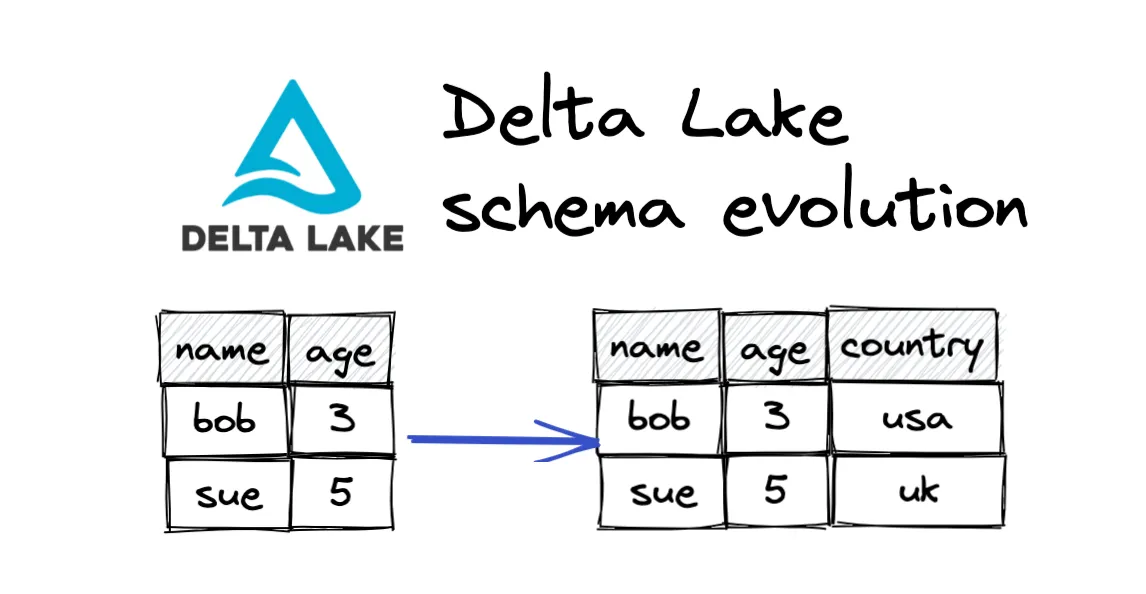 Delta Lake
schema evolution
DELTA LAKE
name age
bob 3
sue 5
name age country
bob 3 usa
sue 5 uk